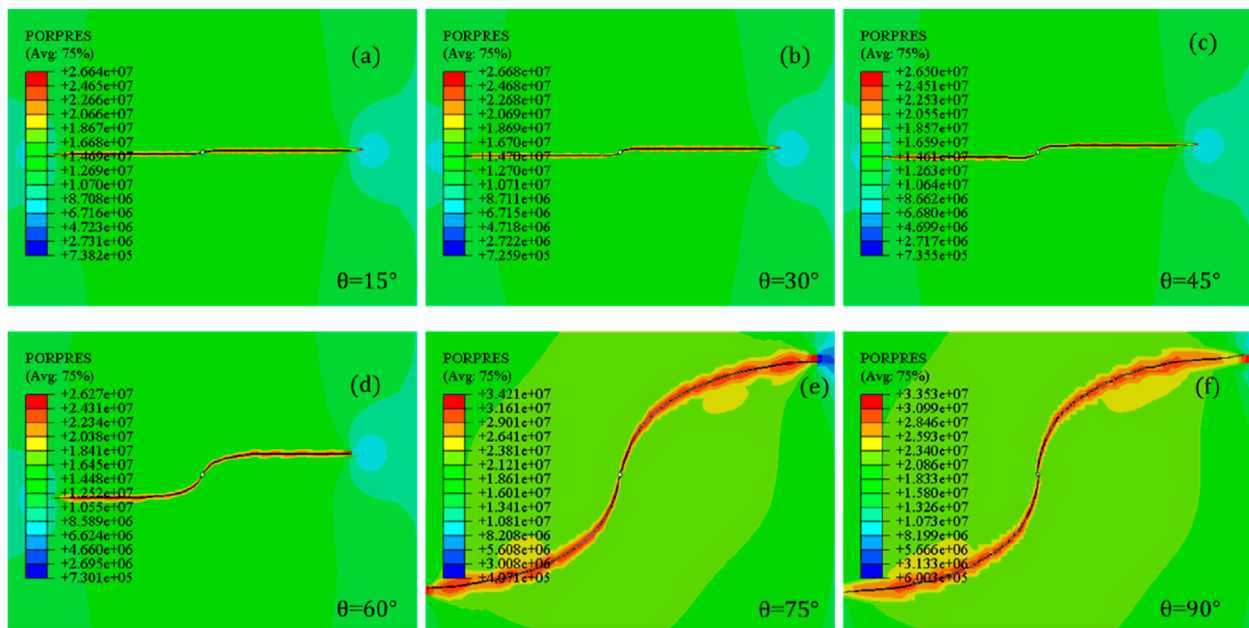 PORPRES
(Avg: 75%)
(a)
+2.664e+07
+2.465e+07
+2.266e+07
+2.066e+07
+1.867e+07
+1.668e+07
+1.469e+07
+1.269e+07
+1.070e+07
+8.708e+06
+6.716e+06
+4.723e+06
+2.731e+06
+7.382e+05
θ=15°
PORPRES
(Avg: 75%)
(b)
+2.668e+07
+2.468e+07
+2.268e+07
+2.069e+07
+1.869e+07
+1.670e+07
+1.470e+07
+1.270e+07
+1.071e+07
+8.711e+06
+6.715e+06
+4.718e+06
+2.722e+06
+7.259e+05
θ=30°
PORPRES
(Avg: 75%)
(c)
+2.650e+07
+2.451e+07
+2.253e+07
+2.055e+07
+1.857e+07
+1.659e+07
+1.461e+07
+1.263e+07
+1.064e+07
+8.662e+06
+6.680e+06
+4.699e+06
+2.717e+06
+7.355e+05
θ=45°
PORPRES
(Avg: 75%)
(d)
+2.627e+07
+2.431e+07
+2.234e+07
+2.038e+07
+1.841e+07
+1.645e+07
+1.448e+07
+1.252e+07
+1.055e+07
+8.589e+06
+6.624e+06
+4.660e+06
+2.695e+06
+7.301e+05
θ=60°
PORPRES
(Avg: 75%)
(e)
+3.421e+07
+3.161e+07
+2.901e+07
+2.641e+07
+2.381e+07
+2.121e+07
+1.861e+07
+1.601e+07
+1.341e+07
+1.081e+07
+8.208e+06
+5.608e+06
+3.008e+06
+4.071e+05
θ=75°
PORPRES
(Avg: 75%)
(f)
+3.353e+07
+3.099e+07
+2.846e+07
+2.593e+07
+2.340e+07
+2.086e+07
+1.833e+07
+1.580e+07
+1.326e+07
+1.073e+07
+8.199e+06
+5.666e+06
+3.133e+06
+6.003e+05
θ=90°